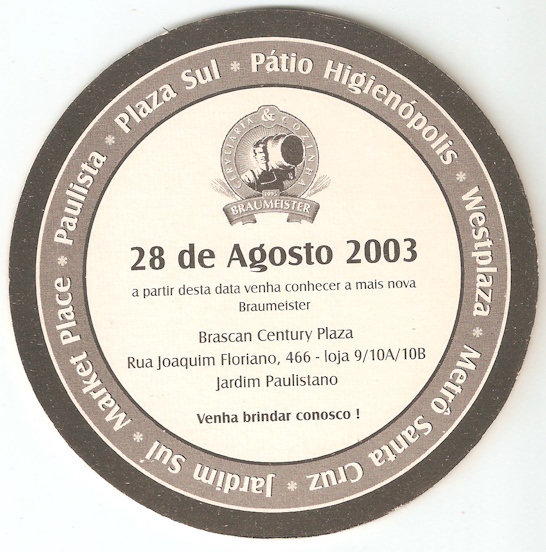 Market Place * Paulista * Plaza Sul * Pátio Higienópolis * Westplaza * Metrô Santa Cruz * Jardim Sul *
CERVEJARIA & COZINHA
1895
BRAUMEISTER
28 de Agosto 2003
a partir desta data venha conhecer a mais nova
Braumeister
Brascan Century Plaza
Rua Joaquim Floriano, 466 - loja 9/10A/10B
Jardim Paulistano
Venha brindar conosco !